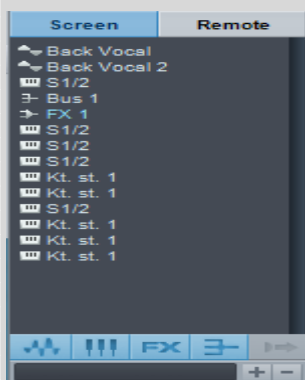 Screen Remote
Back Vocal
Back Vocal 2
S1/2
Bus 1
FX 1
S1/2
S1/2
S1/2
Kt. st. 1
Kt. st. 1
S1/2
Kt. st. 1
Kt. st. 1
Kt. st. 1
FX
+ −